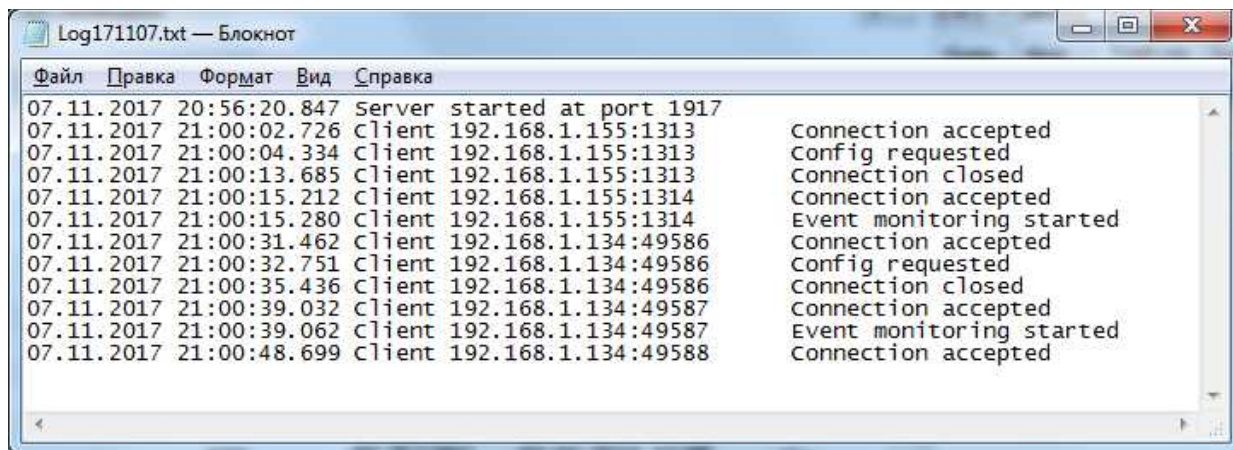 Log171107.txt — Блокнот
Файл Правка Формат Вид Справка
07.11.2017 20:56:20.847 Server started at port 1917
07.11.2017 21:00:02.726 Client 192.168.1.155:1313 Connection accepted
07.11.2017 21:00:04.334 Client 192.168.1.155:1313 Config requested
07.11.2017 21:00:13.685 Client 192.168.1.155:1313 Connection closed
07.11.2017 21:00:15.212 Client 192.168.1.155:1314 Connection accepted
07.11.2017 21:00:15.280 Client 192.168.1.155:1314 Event monitoring started
07.11.2017 21:00:31.462 Client 192.168.1.134:49586 Connection accepted
07.11.2017 21:00:32.751 Client 192.168.1.134:49586 Config requested
07.11.2017 21:00:35.436 Client 192.168.1.134:49586 Connection closed
07.11.2017 21:00:39.032 Client 192.168.1.134:49587 Connection accepted
07.11.2017 21:00:39.062 Client 192.168.1.134:49587 Event monitoring started
07.11.2017 21:00:48.699 Client 192.168.1.134:49588 Connection accepted